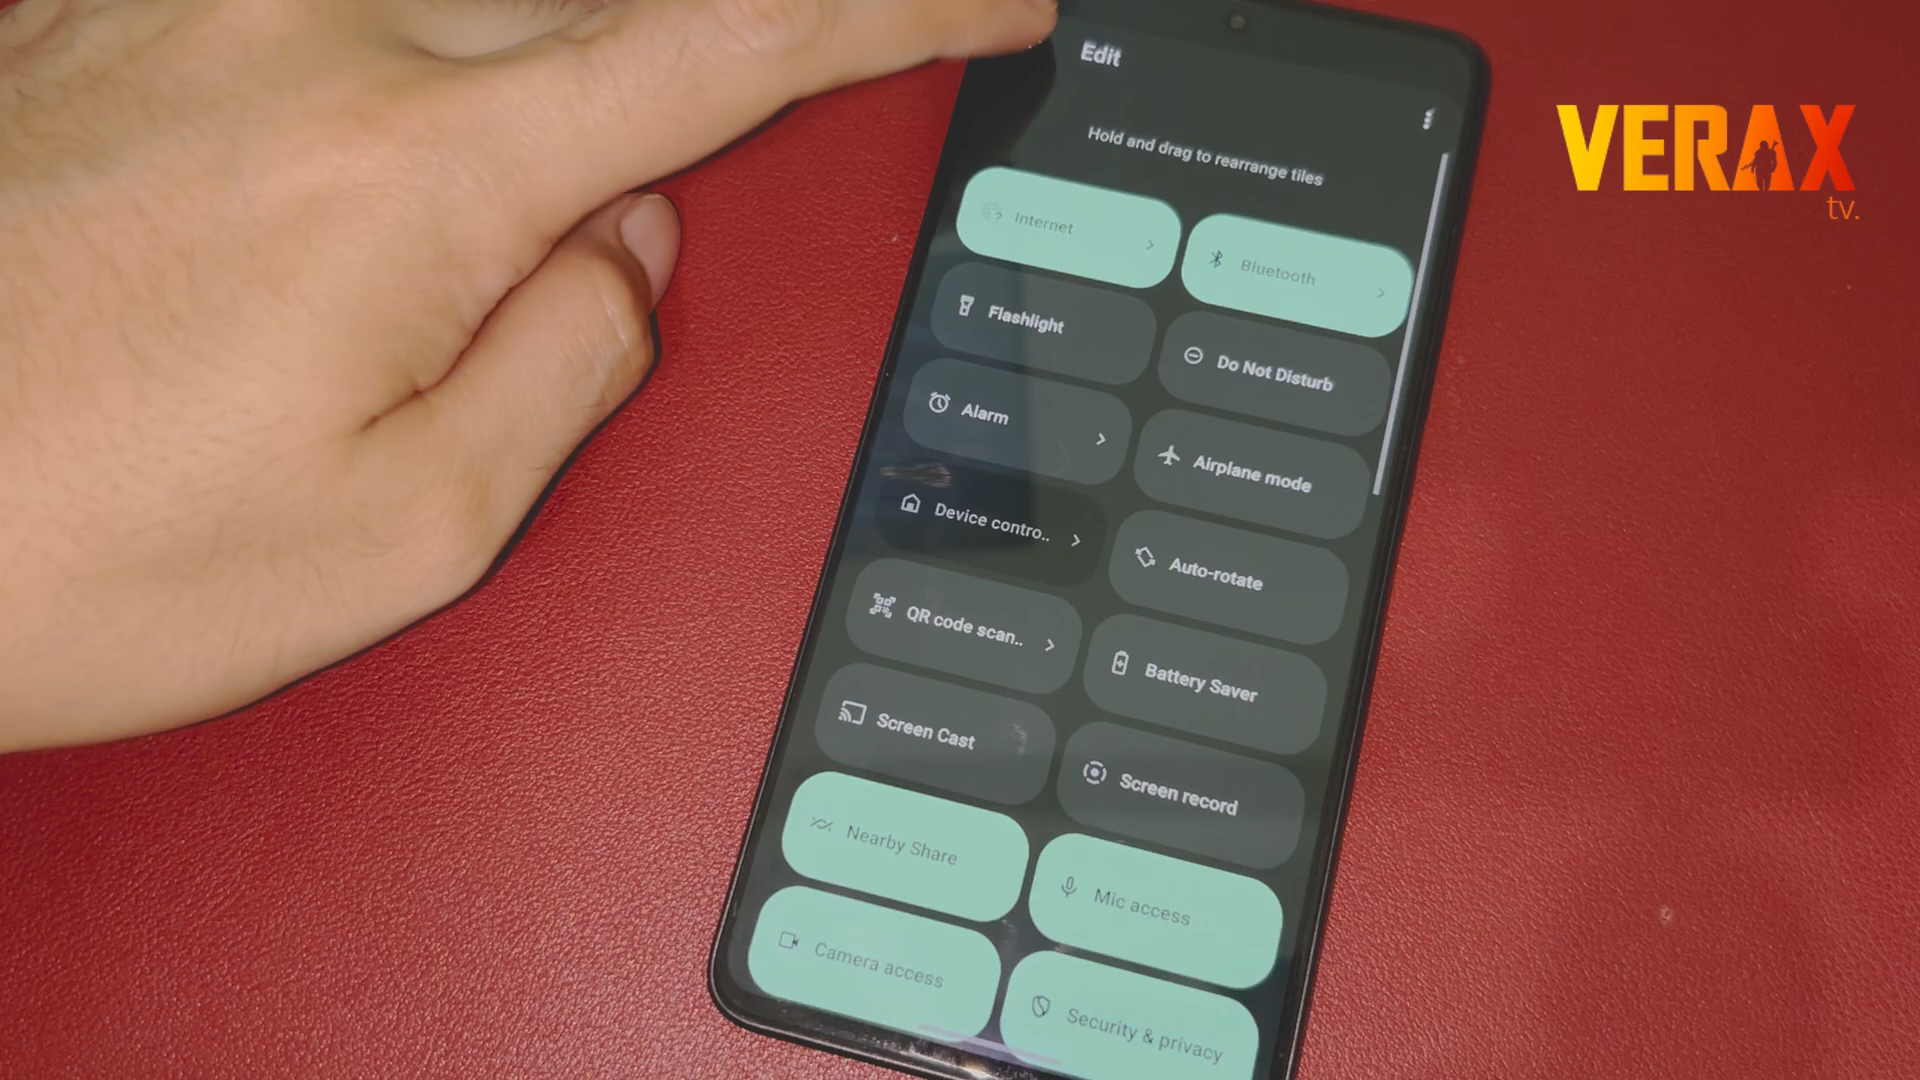 Edit
Hold and drag to rearrange tiles
Internet
Bluetooth
Flashlight
Do Not Disturb
Alarm
Airplane mode
Device contro..
Auto-rotate
QR code scan..
Battery Saver
Screen Cast
Screen record
Nearby Share
Mic access
Camera access
Security & privacy
VERAX
tv.